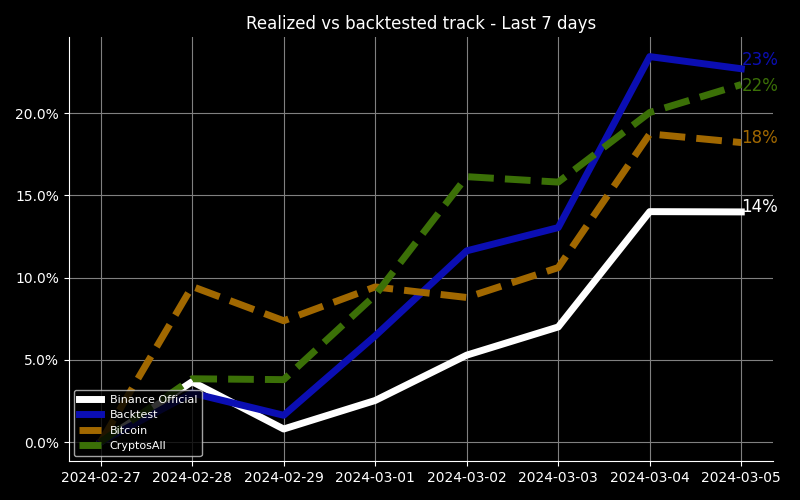 Realized vs backtested track - Last 7 days
23%
22%
20.0%
18%
15.0%
14%
10.0%
5.0%
Binance Official
Backtest
Bitcoin
CryptosAll
0.0%
2024-02-27 2024-02-28 2024-02-29 2024-03-01 2024-03-02 2024-03-03 2024-03-04 2024-03-05